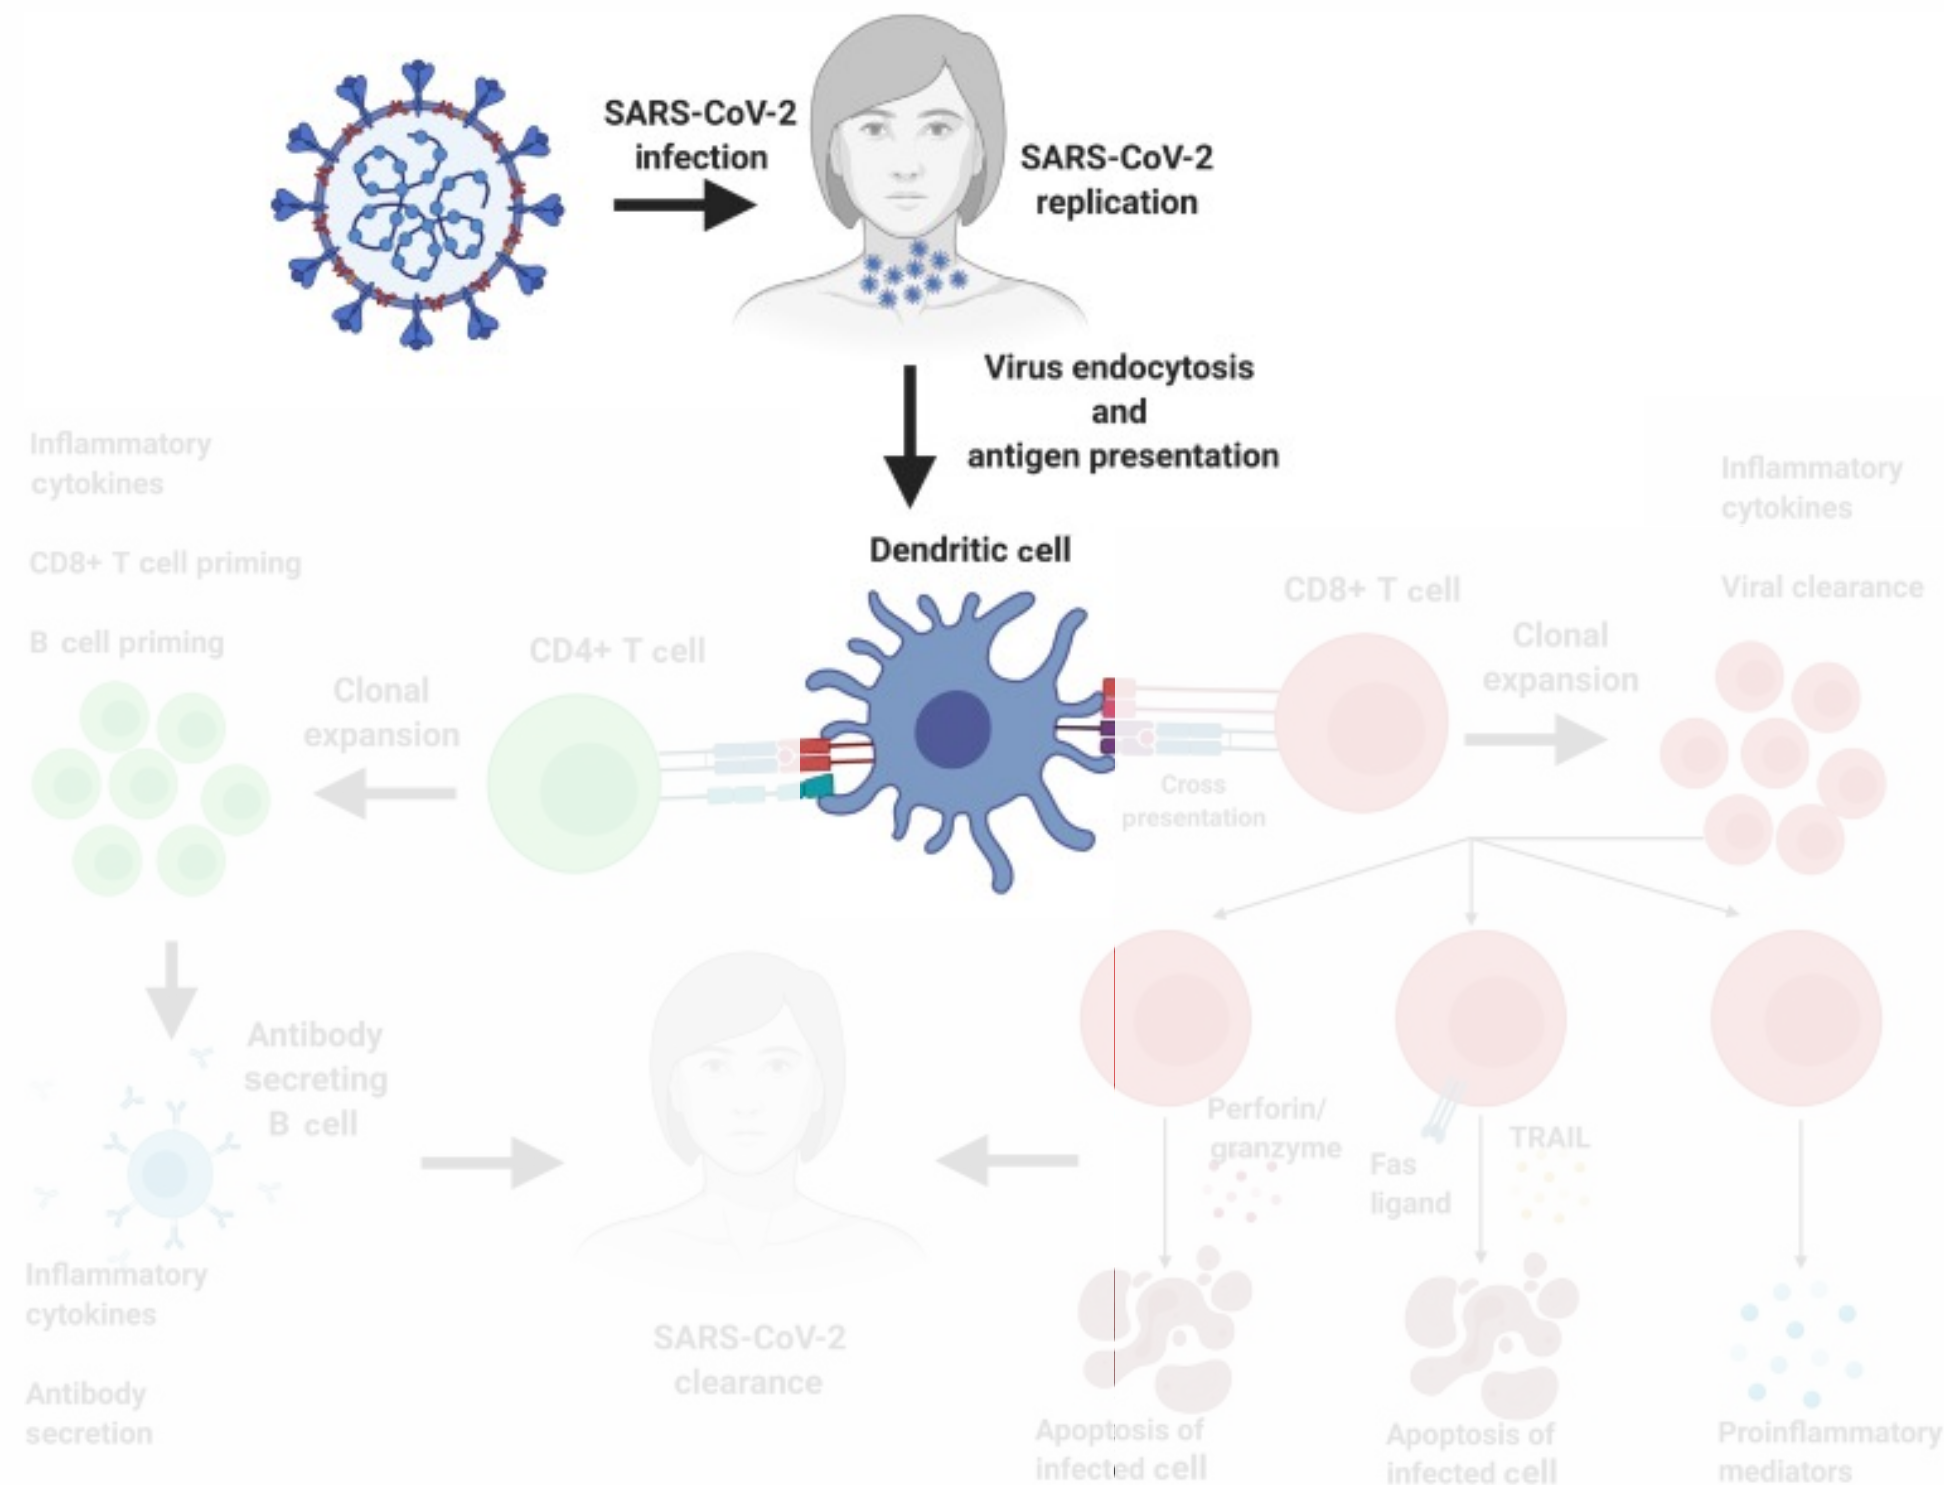 SARS-CoV-2
infection
SARS-CoV-2
replication
Virus endocytosis
and
antigen presentation
Dendritic cell
Inflammatory
cytokines
CD8+ T cell priming
B cell priming
Clonal
expansion
CD4+ T cell
CD8+ T cell
Clonal
expansion
Inflammatory
cytokines
Viral clearance
Cross
presentation
Antibody
secreting
B cell
Inflammatory
cytokines
Antibody
secretion
SARS-CoV-2
clearance
Perforin/
granzyme
Fas
ligand
TRAIL
Apoptosis of
infected cell
Apoptosis of
infected cell
Proinflammatory
mediators